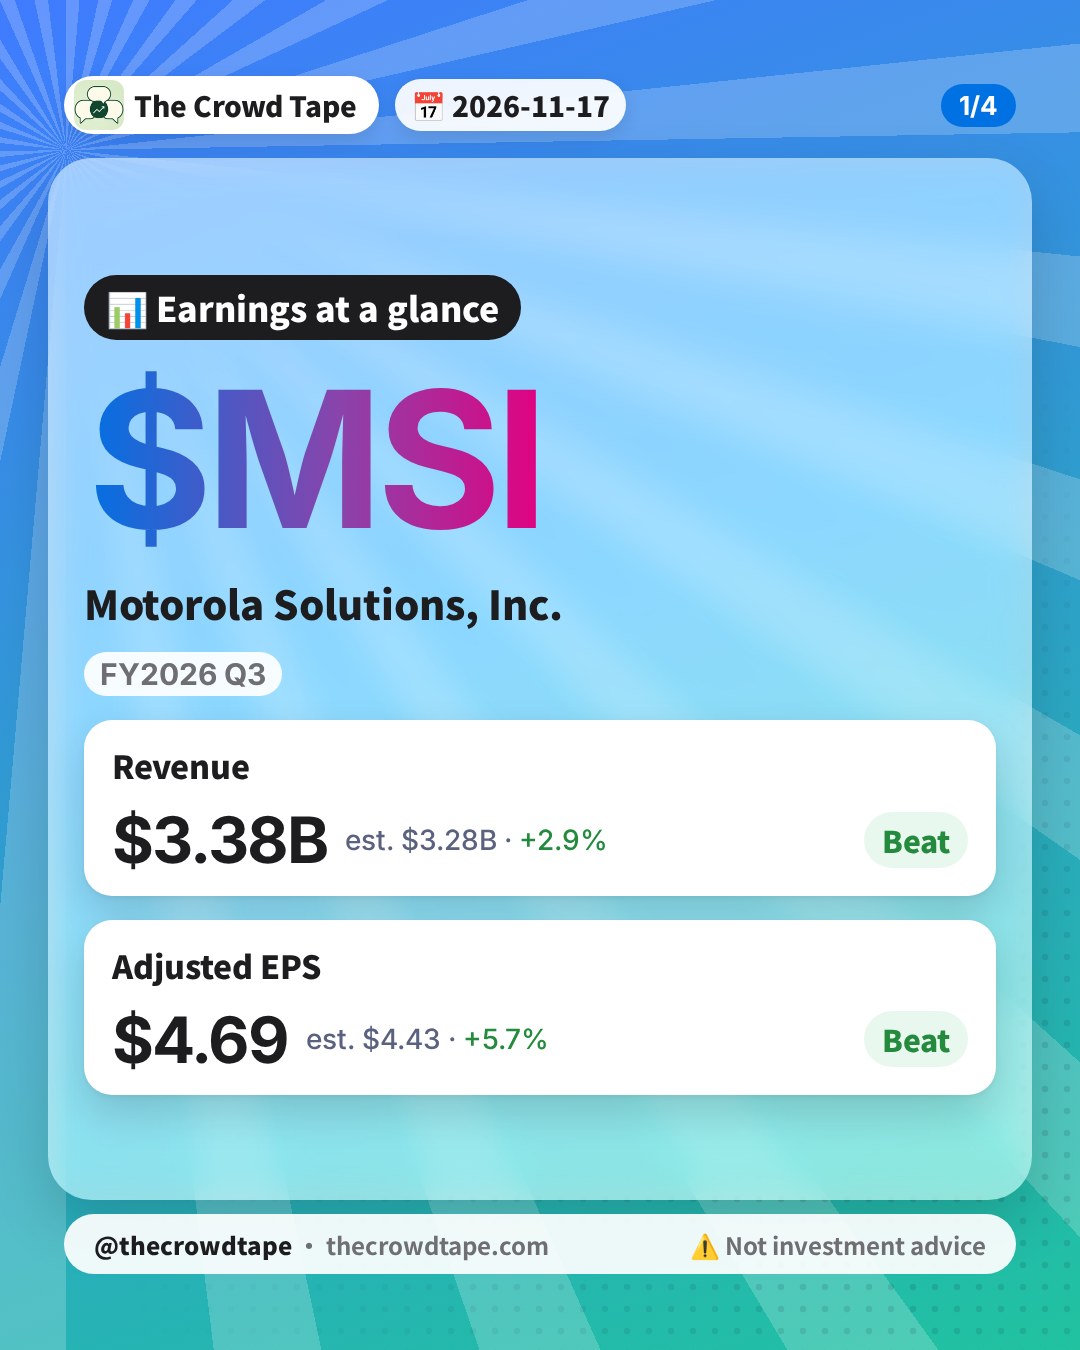 The Crowd Tape
📅 2026-11-17
1/4
📊 Earnings at a glance
$MSI
Motorola Solutions, Inc.
FY2026 Q3
Revenue
$3.38B est. $3.28B · +2.9%
Beat
Adjusted EPS
$4.69 est. $4.43 · +5.7%
Beat
@thecrowdtape • thecrowdtape.com
⚠️ Not investment advice